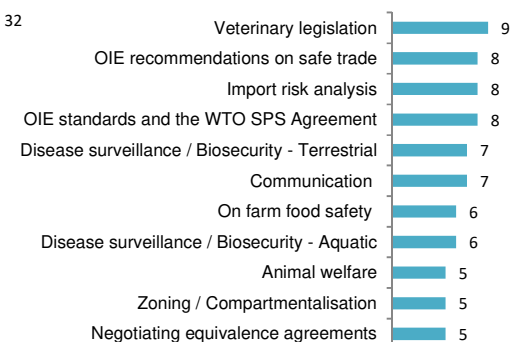 32
Veterinary legislation 9
OIE recommendations on safe trade 8
Import risk analysis 8
OIE standards and the WTO SPS Agreement 8
Disease surveillance / Biosecurity - Terrestrial 7
Communication 7
On farm food safety 6
Disease surveillance / Biosecurity - Aquatic 6
Animal welfare 5
Zoning / Compartmentalisation 5
Negotiating equivalence agreements 5